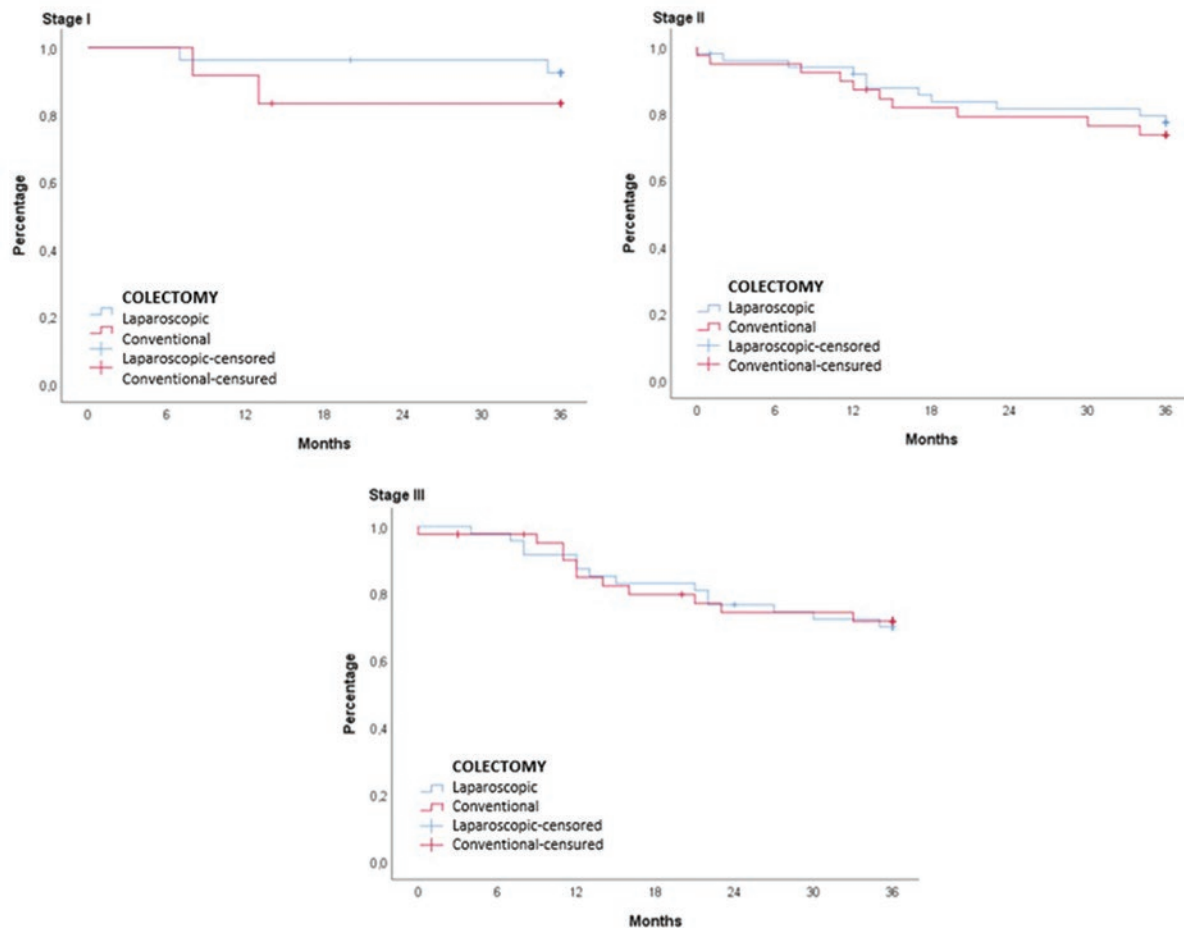 Stage I
1,0
0,8
0,6
0,4
0,2
0,0
Percentage
COLECTOMY
Laparoscopic
Conventional
Laparoscopic-censored
Conventional-censured
0 6 12 18 24 30 36
Months
Stage II
1,0
0,8
0,6
0,4
0,2
0,0
Percentage
COLECTOMY
Laparoscopic
Conventional
Laparoscopic-censored
Conventional-censured
0 6 12 18 24 30 36
Months
Stage III
1,0
0,8
0,6
0,4
0,2
0,0
Percentage
COLECTOMY
Laparoscopic
Conventional
Laparoscopic-censored
Conventional-censured
0 6 12 18 24 30 36
Months